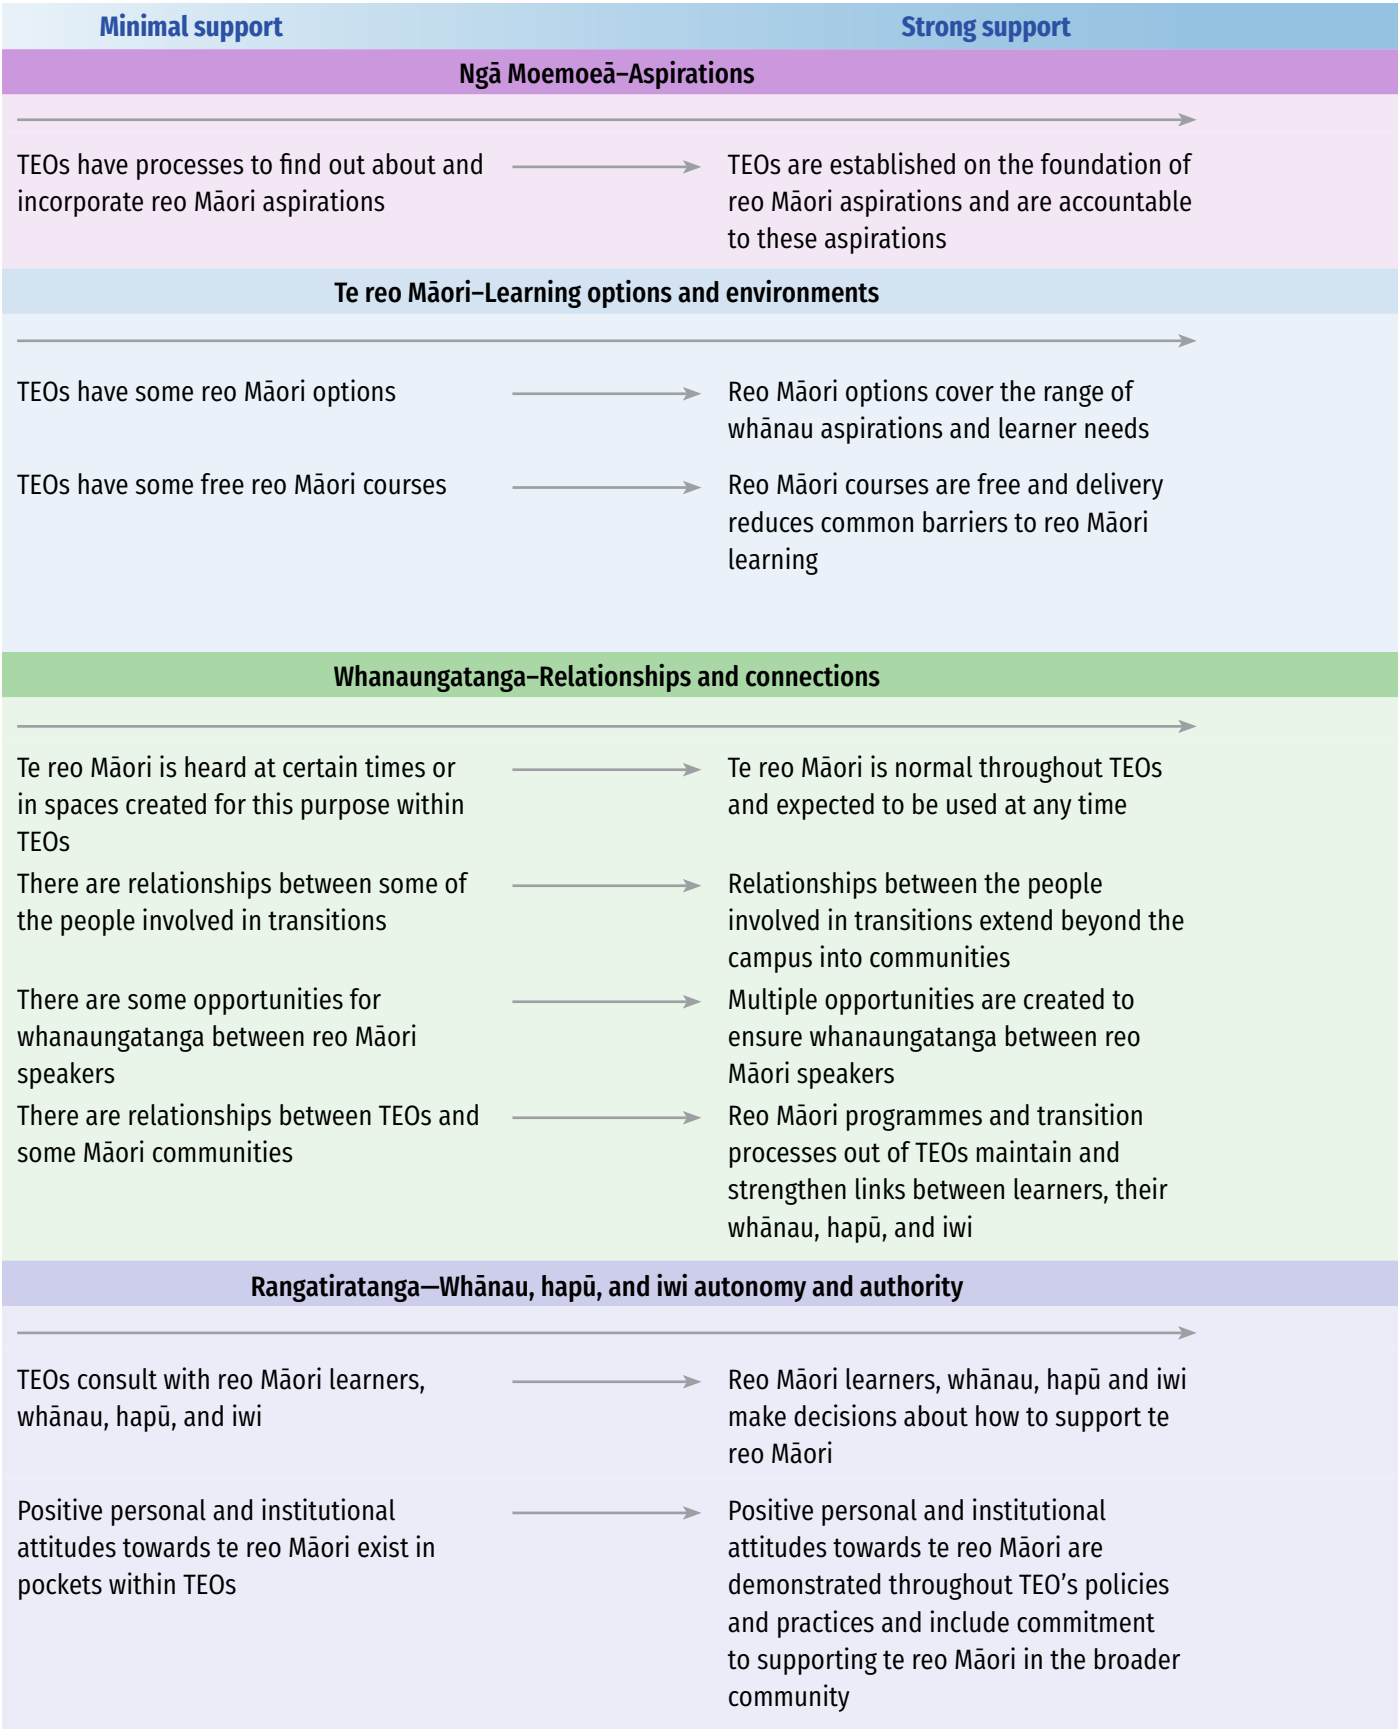 Minimal support
Strong support
Ngā Moemoeā–Aspirations
TEOs have processes to find out about and
incorporate reo Māori aspirations
TEOs are established on the foundation of
reo Māori aspirations and are accountable
to these aspirations
Te reo Māori–Learning options and environments
TEOs have some reo Māori options
Reo Māori options cover the range of
whānau aspirations and learner needs
TEOs have some free reo Māori courses
Reo Māori courses are free and delivery
reduces common barriers to reo Māori
learning
Whanaungatanga–Relationships and connections
Te reo Māori is heard at certain times or
in spaces created for this purpose within
TEOs
Te reo Māori is normal throughout TEOs
and expected to be used at any time
There are relationships between some of
the people involved in transitions
Relationships between the people
involved in transitions extend beyond the
campus into communities
There are some opportunities for
whanaungatanga between reo Māori
speakers
Multiple opportunities are created to
ensure whanaungatanga between reo
Māori speakers
There are relationships between TEOs and
some Māori communities
Reo Māori programmes and transition
processes out of TEOs maintain and
strengthen links between learners, their
whānau, hapū, and iwi
Rangatiratanga—Whānau, hapū, and iwi autonomy and authority
TEOs consult with reo Māori learners,
whānau, hapū, and iwi
Reo Māori learners, whānau, hapū and iwi
make decisions about how to support te
reo Māori
Positive personal and institutional
attitudes towards te reo Māori exist in
pockets within TEOs
Positive personal and institutional
attitudes towards te reo Māori are
demonstrated throughout TEO’s policies
and practices and include commitment
to supporting te reo Māori in the broader
community